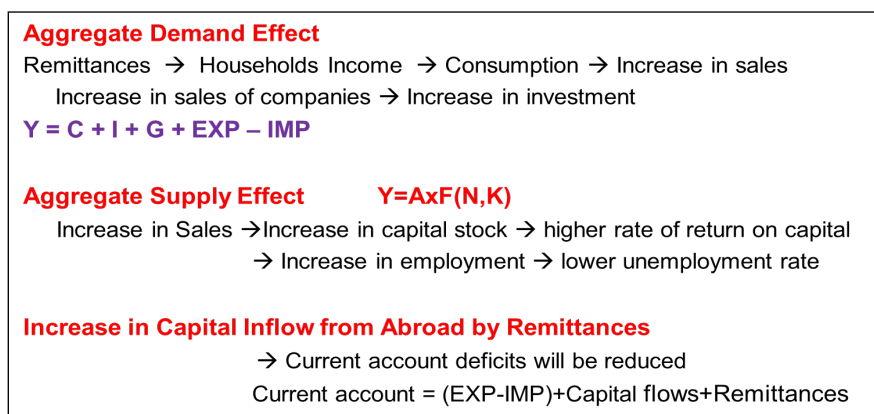 Aggregate Demand Effect
Remittances → Households Income → Consumption → Increase in sales
Increase in sales of companies → Increase in investment
Y = C + I + G + EXP – IMP
Aggregate Supply Effect Y=AxF(N,K)
Increase in Sales →Increase in capital stock → higher rate of return on capital
→ Increase in employment → lower unemployment rate
Increase in Capital Inflow from Abroad by Remittances
→ Current account deficits will be reduced
Current account = (EXP-IMP)+Capital flows+Remittances